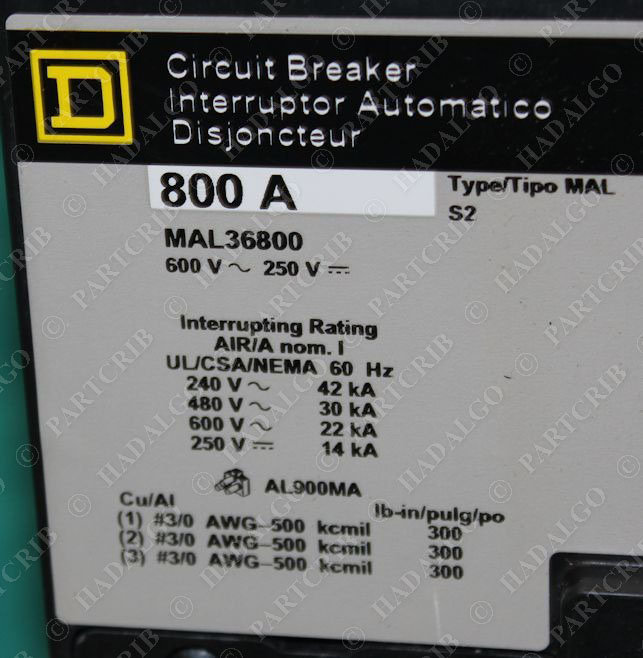 D
Circuit Breaker
Interruptor Automatico
Disjoncteur
800 A
Type/Tipo MAL
S2
MAL36800
600 V ~ 250 V ⎓
Interrupting Rating
AIR/A nom. I
UL/CSA/NEMA 60 Hz
240 V ~ 42 kA
480 V ~ 30 kA
600 V ~ 22 kA
250 V ⎓ 14 kA
AL900MA
Cu/Al lb-in/pulg/po
(1) #3/0 AWG-500 kcmil 300
(2) #3/0 AWG-500 kcmil 300
(3) #3/0 AWG-500 kcmil 300
© PARTCRIB © HADALGO